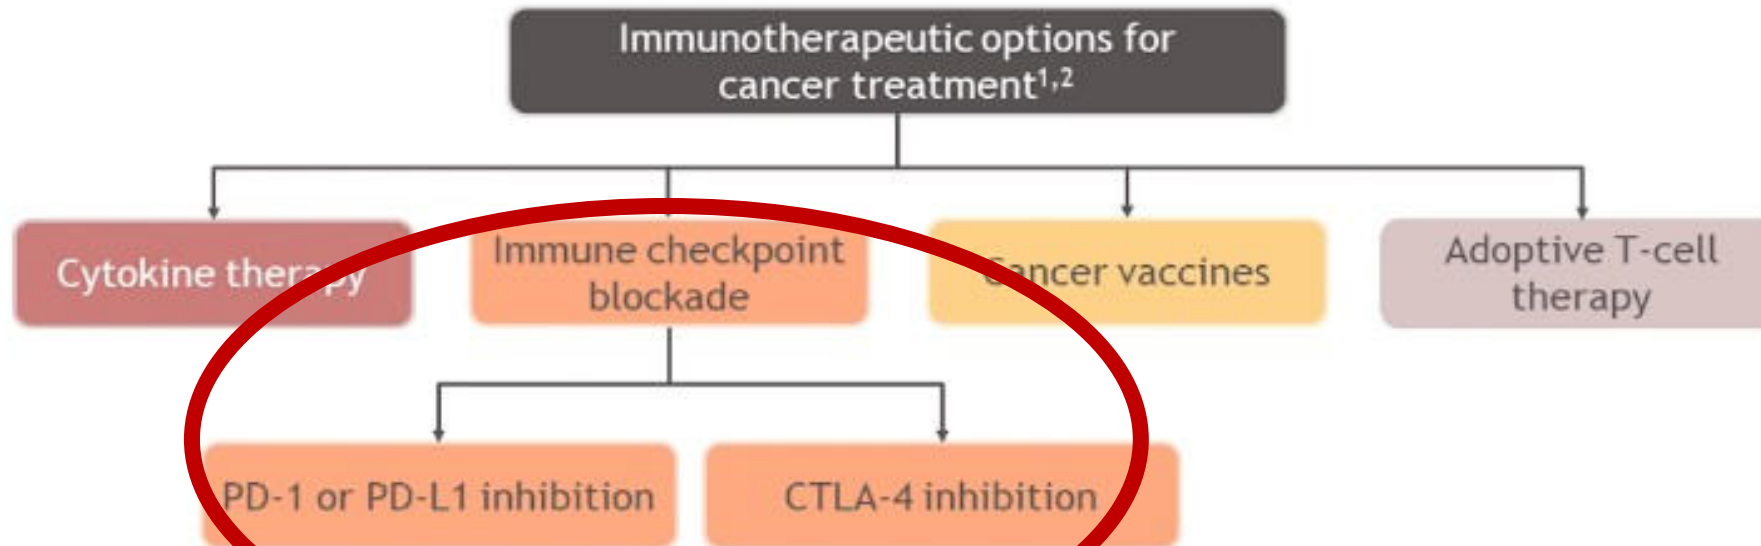 Immunotherapeutic options for
cancer treatment¹,²
Cytokine therapy
Immune checkpoint
blockade
Cancer vaccines
Adoptive T-cell
therapy
PD-1 or PD-L1 inhibition
CTLA-4 inhibition